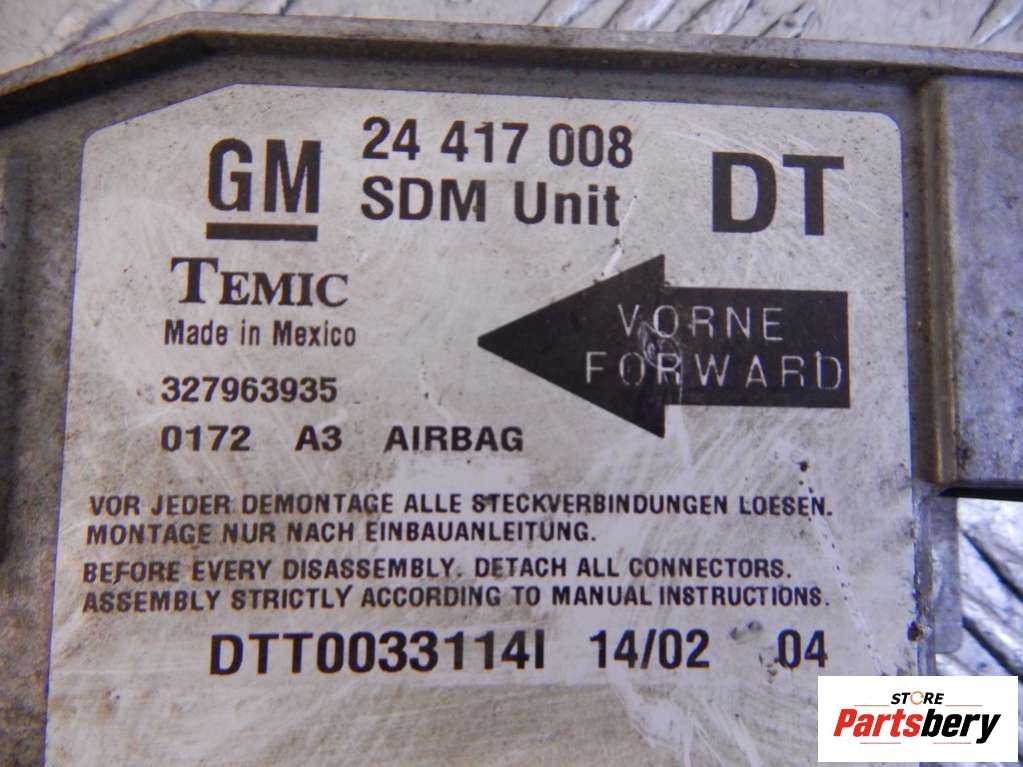 GM 24 417 008 DT
SDM Unit
TEMIC
Made in Mexico
VORNE
FORWARD
327963935
0172 A3 AIRBAG
VOR JEDER DEMONTAGE ALLE STECKVERBINDUNGEN LOESEN.
MONTAGE NUR NACH EINBAUANLEITUNG.
BEFORE EVERY DISASSEMBLY. DETACH ALL CONNECTORS.
ASSEMBLY STRICTLY ACCORDING TO MANUAL INSTRUCTIONS.
DTT0033114I 14/02 04
STORE
Partsbery